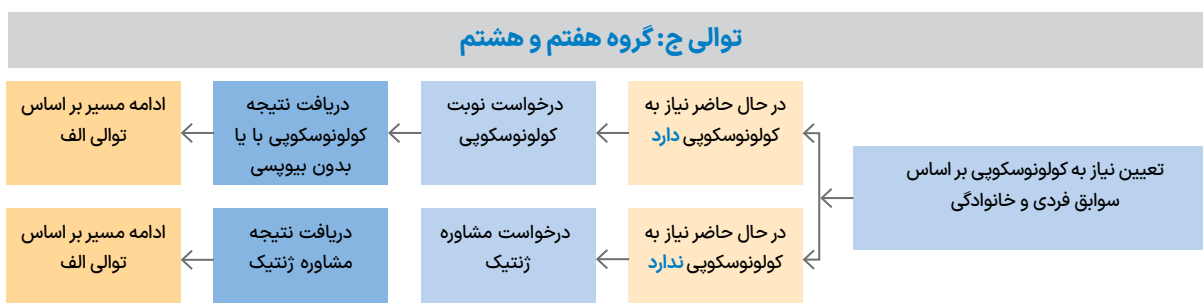 توالی ج: گروه هفتم و هشتم
تعیین نیاز به کولونوسکوپی بر اساس
سوابق فردی و خانوادگی
در حال حاضر نیاز به
کولونوسکوپی دارد
درخواست نوبت
کولونوسکوپی
دریافت نتیجه
کولونوسکوپی با یا
بدون بیوپسی
ادامه مسیر بر اساس
توالی الف
در حال حاضر نیاز به
کولونوسکوپی ندارد
درخواست مشاوره
ژنتیک
دریافت نتیجه
مشاوره ژنتیک
ادامه مسیر بر اساس
توالی الف